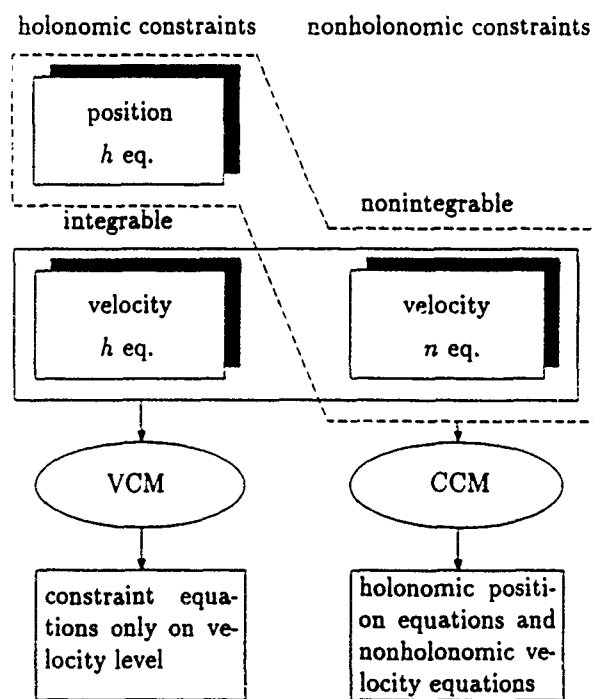 holonomic constraints
nonholonomic constraints
position
h eq.
integrable
nonintegrable
velocity
h eq.
velocity
n eq.
VCM
CCM
constraint equa-
tions only on ve-
locity level
holonomic positi-
on equations and
nonholonomic ve-
locity equations